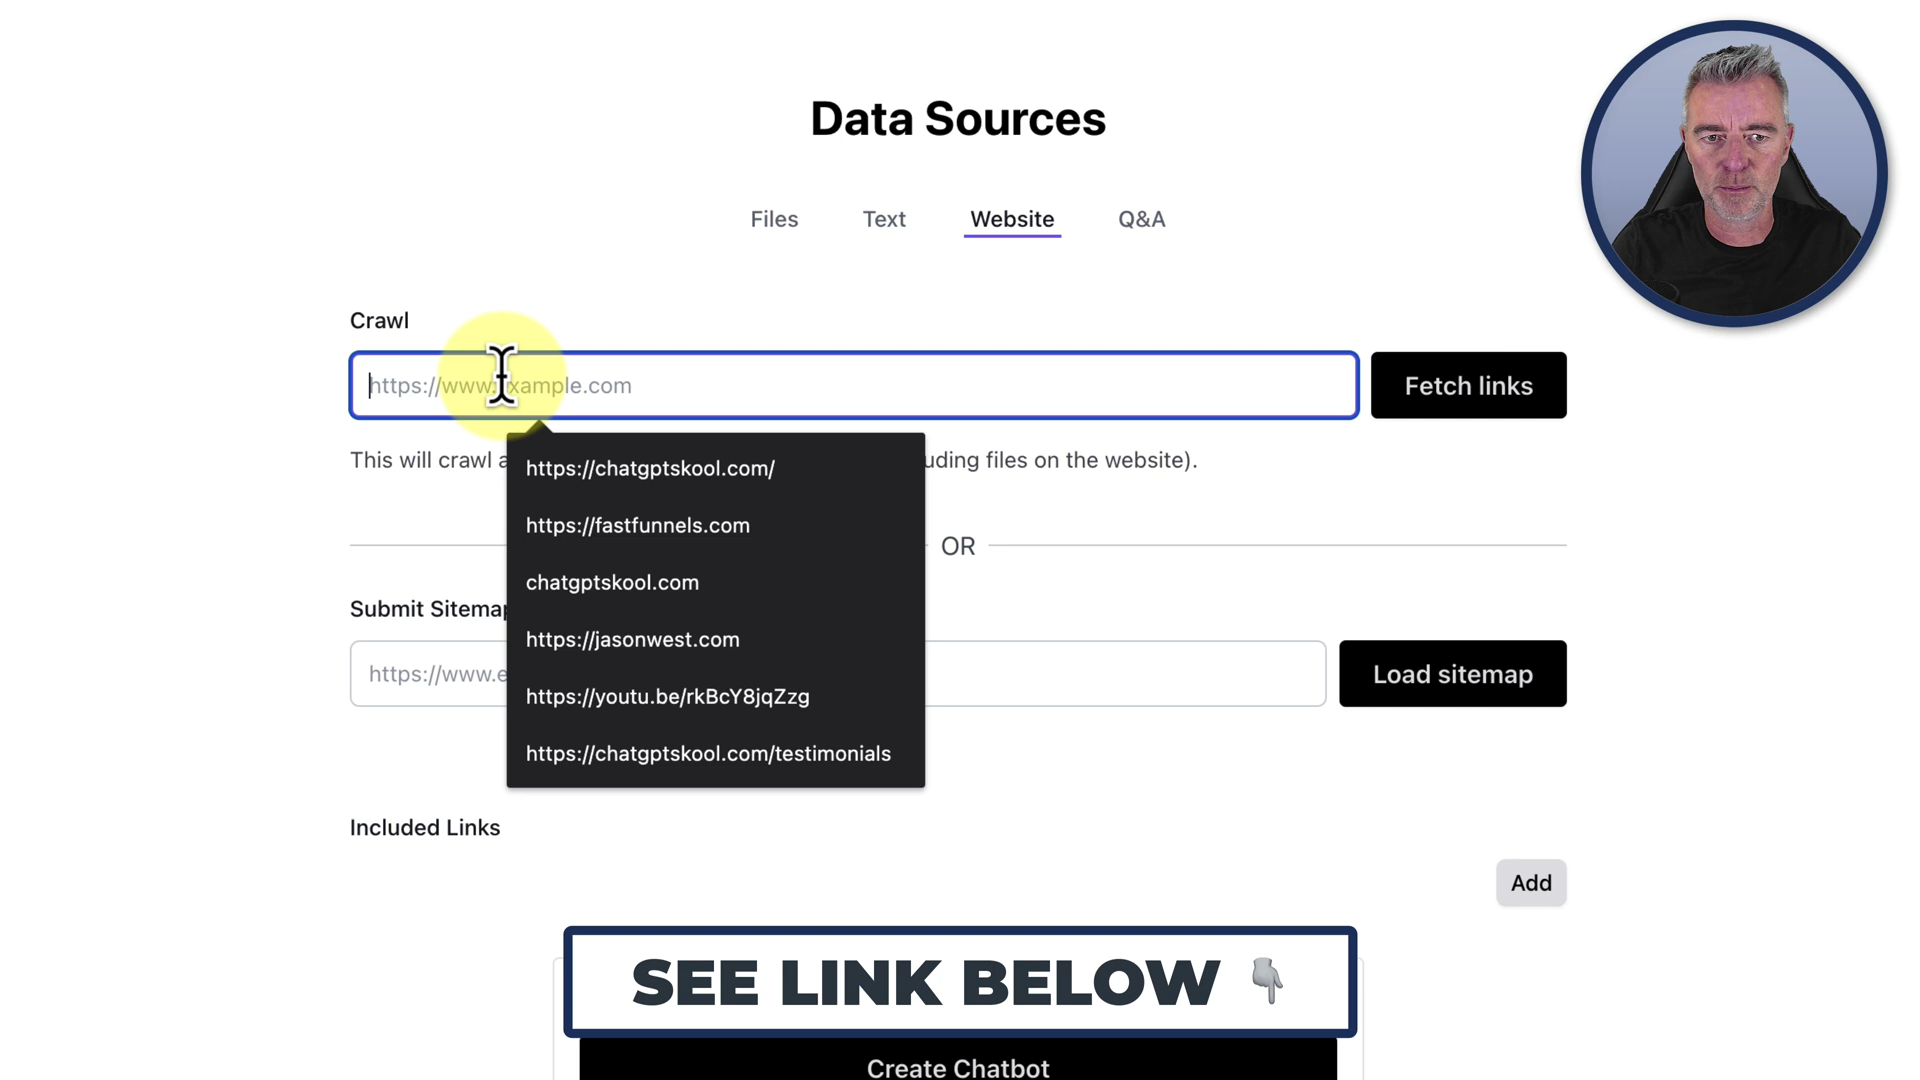 Data Sources
Files Text Website Q&A
Crawl
https://www.example.com
Fetch links
This will crawl a
uding files on the website).
https://chatgptskool.com/
https://fastfunnels.com
OR
chatgptskool.com
Submit Sitemap
https://jasonwest.com
https://www.e
Load sitemap
https://youtu.be/rkBcY8jqZzg
https://chatgptskool.com/testimonials
Included Links
Add
SEE LINK BELOW 👇
Create Chatbot